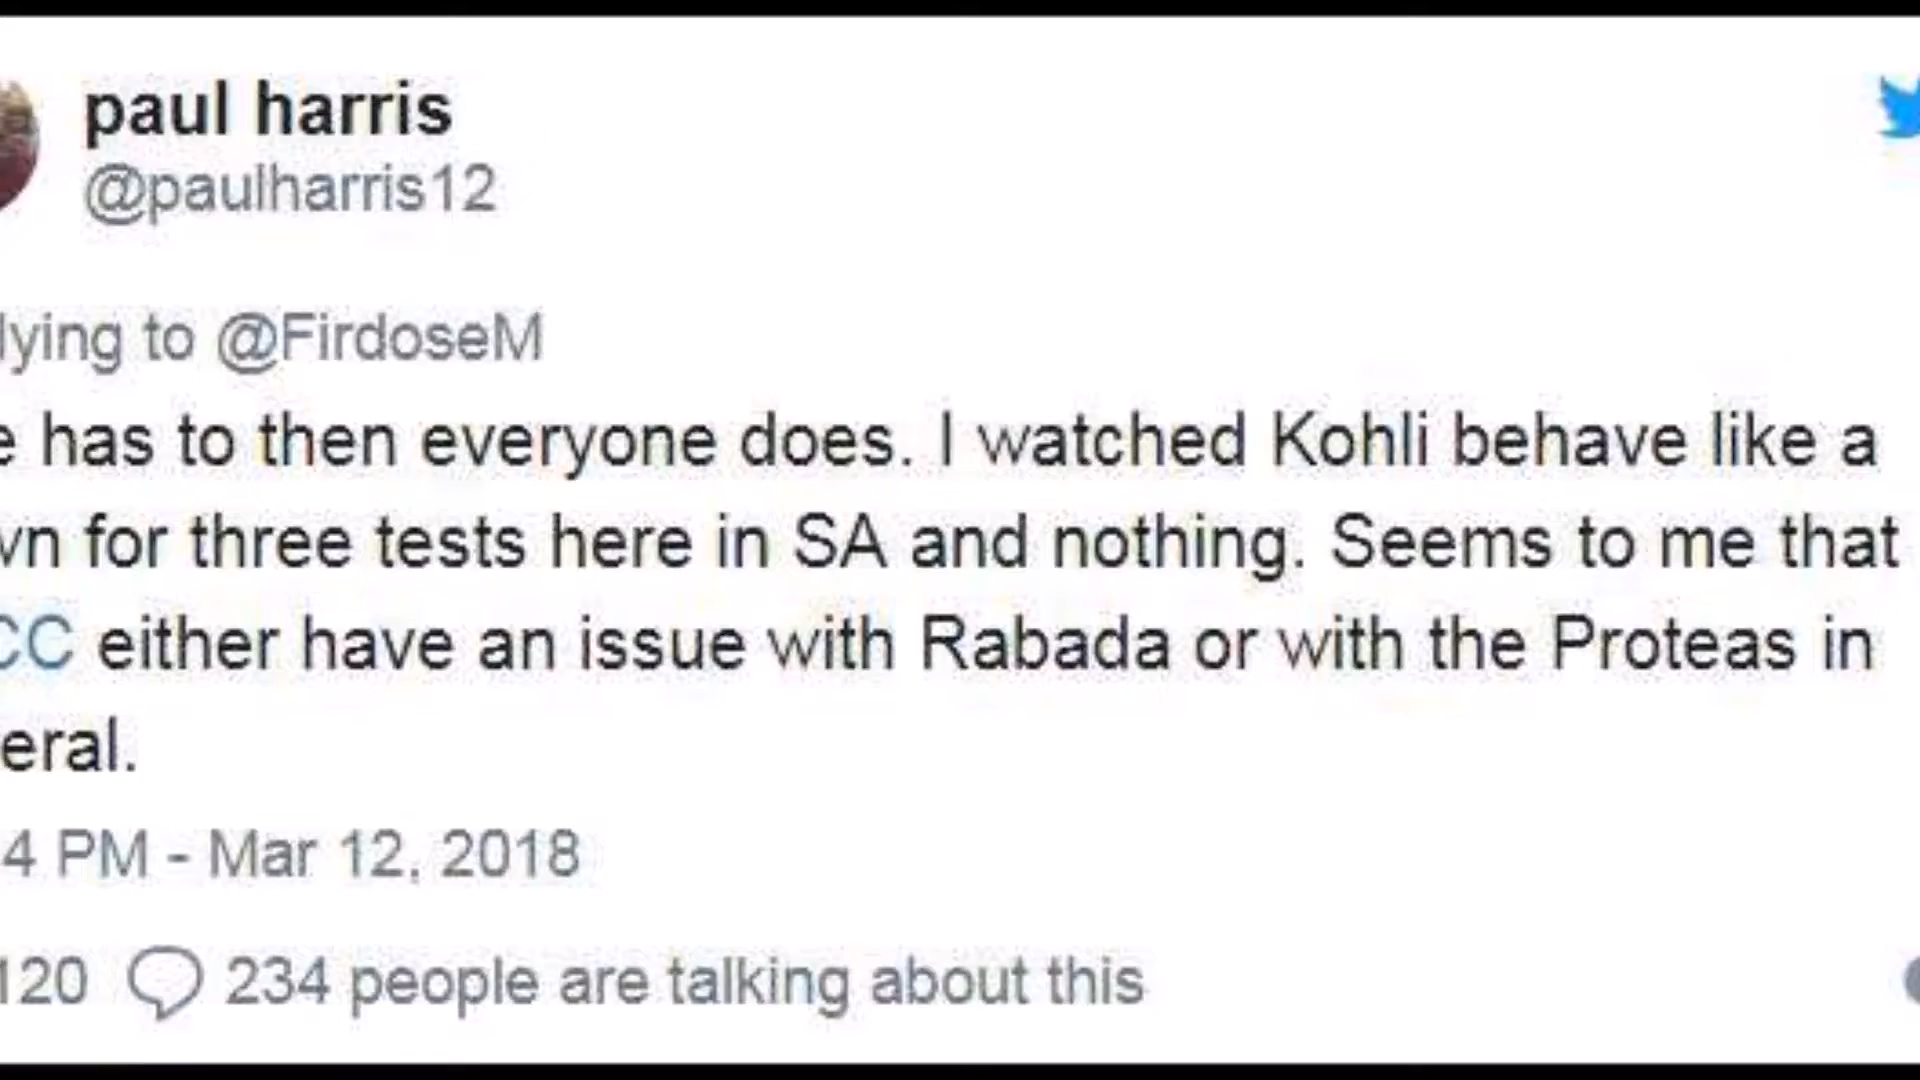 paul harris
@paulharris12
lying to @FirdoseM
e has to then everyone does. I watched Kohli behave like a
vn for three tests here in SA and nothing. Seems to me that
CC either have an issue with Rabada or with the Proteas in
eral.
4 PM - Mar 12, 2018
120 234 people are talking about this